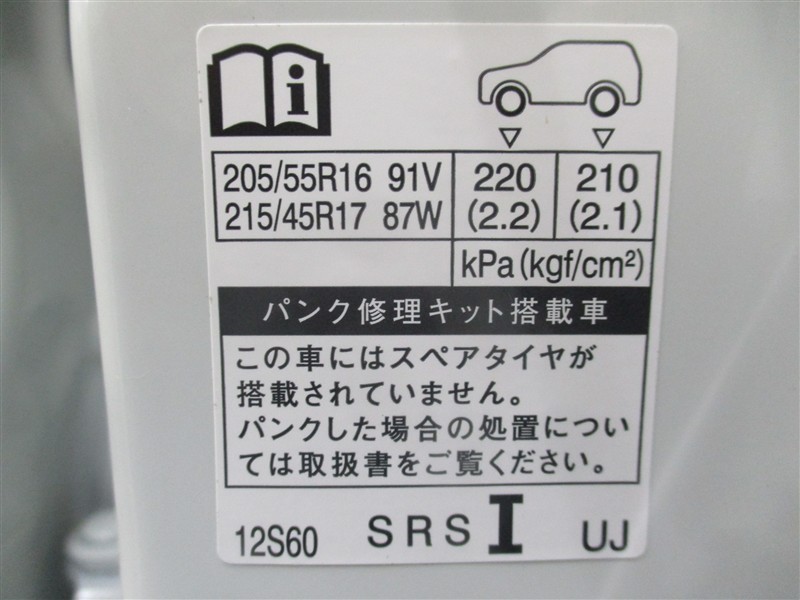 i
205/55R16 91V 220 210
215/45R17 87W (2.2) (2.1)
kPa(kgf/cm²)
パンク修理キット搭載車
この車にはスペアタイヤが
搭載されていません。
パンクした場合の処置につい
ては取扱書をご覧ください。
12S60 SRS I UJ